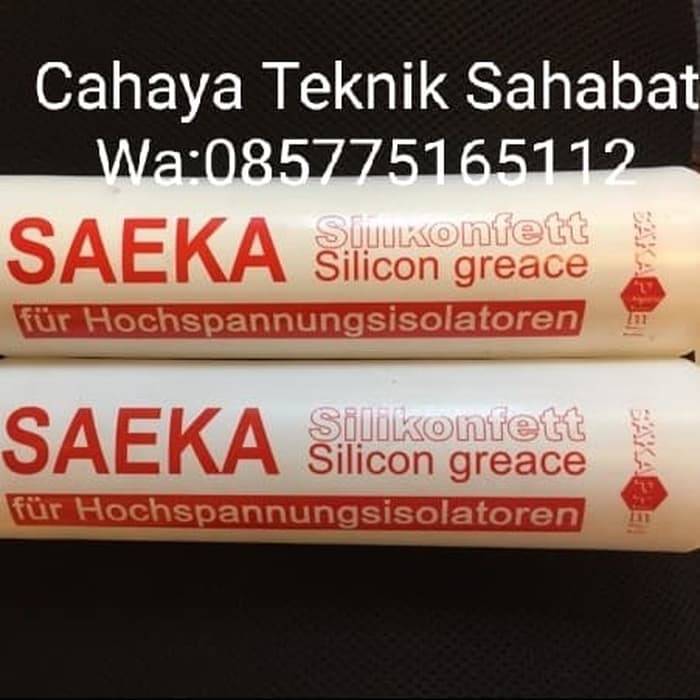 Cahaya Teknik Sahabat
Wa:085775165112
SAEKA
Silikonfett
Silicon greace
für Hochspannungsisolatoren
SAEKA
Silikonfett
Silicon greace
für Hochspannungsisolatoren